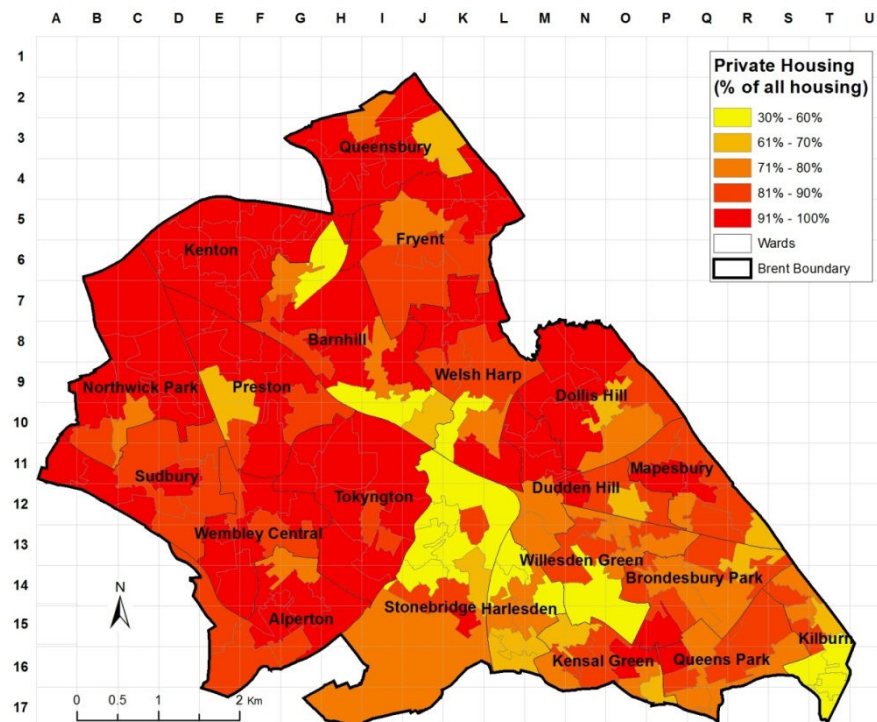 A B C D E F G H I J K L M N O P Q R S T U
1
2
3
4
5
6
7
8
9
10
11
12
13
14
15
16
17
Private Housing
(% of all housing)
30% - 60%
61% - 70%
71% - 80%
81% - 90%
91% - 100%
Wards
Brent Boundary
Queensbury
Kenton
Fryent
Barnhill
Welsh Harp
Northwick Park
Preston
Dollis Hill
Sudbury
Mapesbury
Tokyngton
Dudden Hill
Wembley Central
Willesden Green
Brondesbury Park
Stonebridge
Harlesden
Alperton
Kilburn
Kensal Green
Queens Park
N
0 0.5 1 2 Km